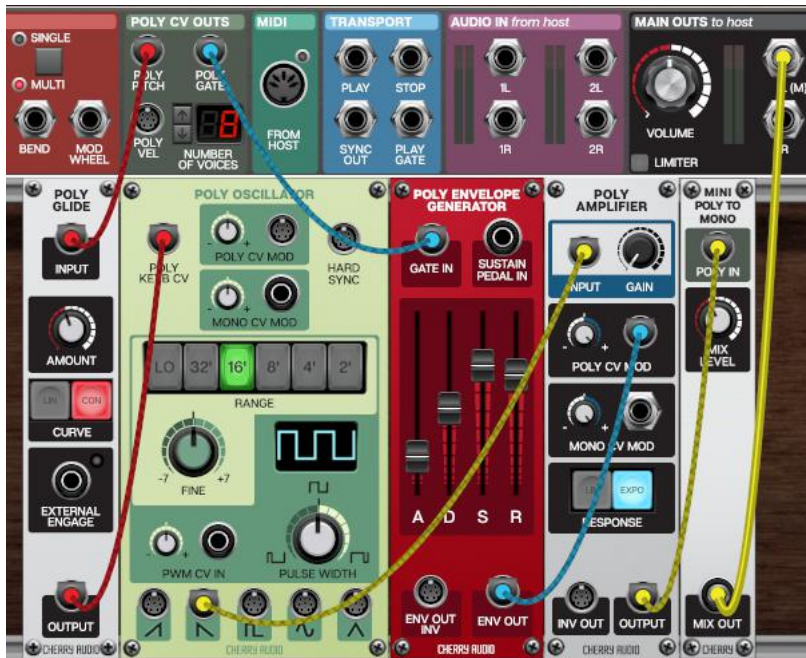 POLY CV OUTS
MIDI
TRANSPORT
AUDIO IN from host
MAIN OUTS to host
SINGLE
MULTI
BEND
MOD
WHEEL
POLY
PITCH
POLY
GATE
POLY
VEL
8
NUMBER
OF VOICES
FROM
HOST
PLAY
STOP
SYNC
OUT
PLAY
GATE
1L
2L
1R
2R
VOLUME
LIMITER
(M)
POLY
GLIDE
INPUT
AMOUNT
LIN
CON
CURVE
EXTERNAL
ENGAGE
OUTPUT
CHERRY AUDIO
POLY OSCILLATOR
POLY
KEYB CV
- +
POLY CV MOD
HARD
SYNC
- +
MONO CV MOD
LO
32'
16'
8'
4'
2'
RANGE
-7
+7
FINE
- +
PWM CV IN
PULSE WIDTH
CHERRY AUDIO
POLY ENVELOPE
GENERATOR
GATE IN
SUSTAIN
PEDAL IN
A D S R
ENV OUT
INV
ENV OUT
CHERRY AUDIO
POLY
AMPLIFIER
INPUT
GAIN
- +
POLY CV MOD
- +
MONO CV MOD
EXPO
RESPONSE
INV OUT
OUTPUT
CHERRY AUDIO
MINI
POLY TO
MONO
POLY IN
MIX
LEVEL
MIX OUT
CHERRY